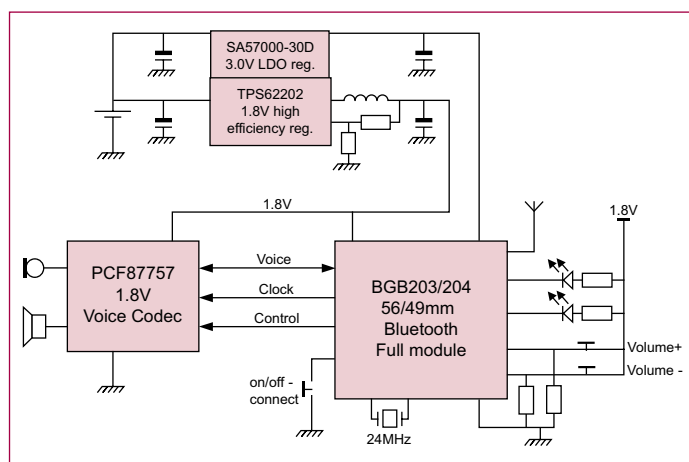 SA57000-30D
3.0V LDO reg.
TPS62202
1.8V high
efficiency reg.
1.8V
1.8V
PCF87757
1.8V
Voice Codec
Voice
Clock
Control
BGB203/204
56/49mm
Bluetooth
Full module
Volume+
Volume -
on/off -
connect
24MHz